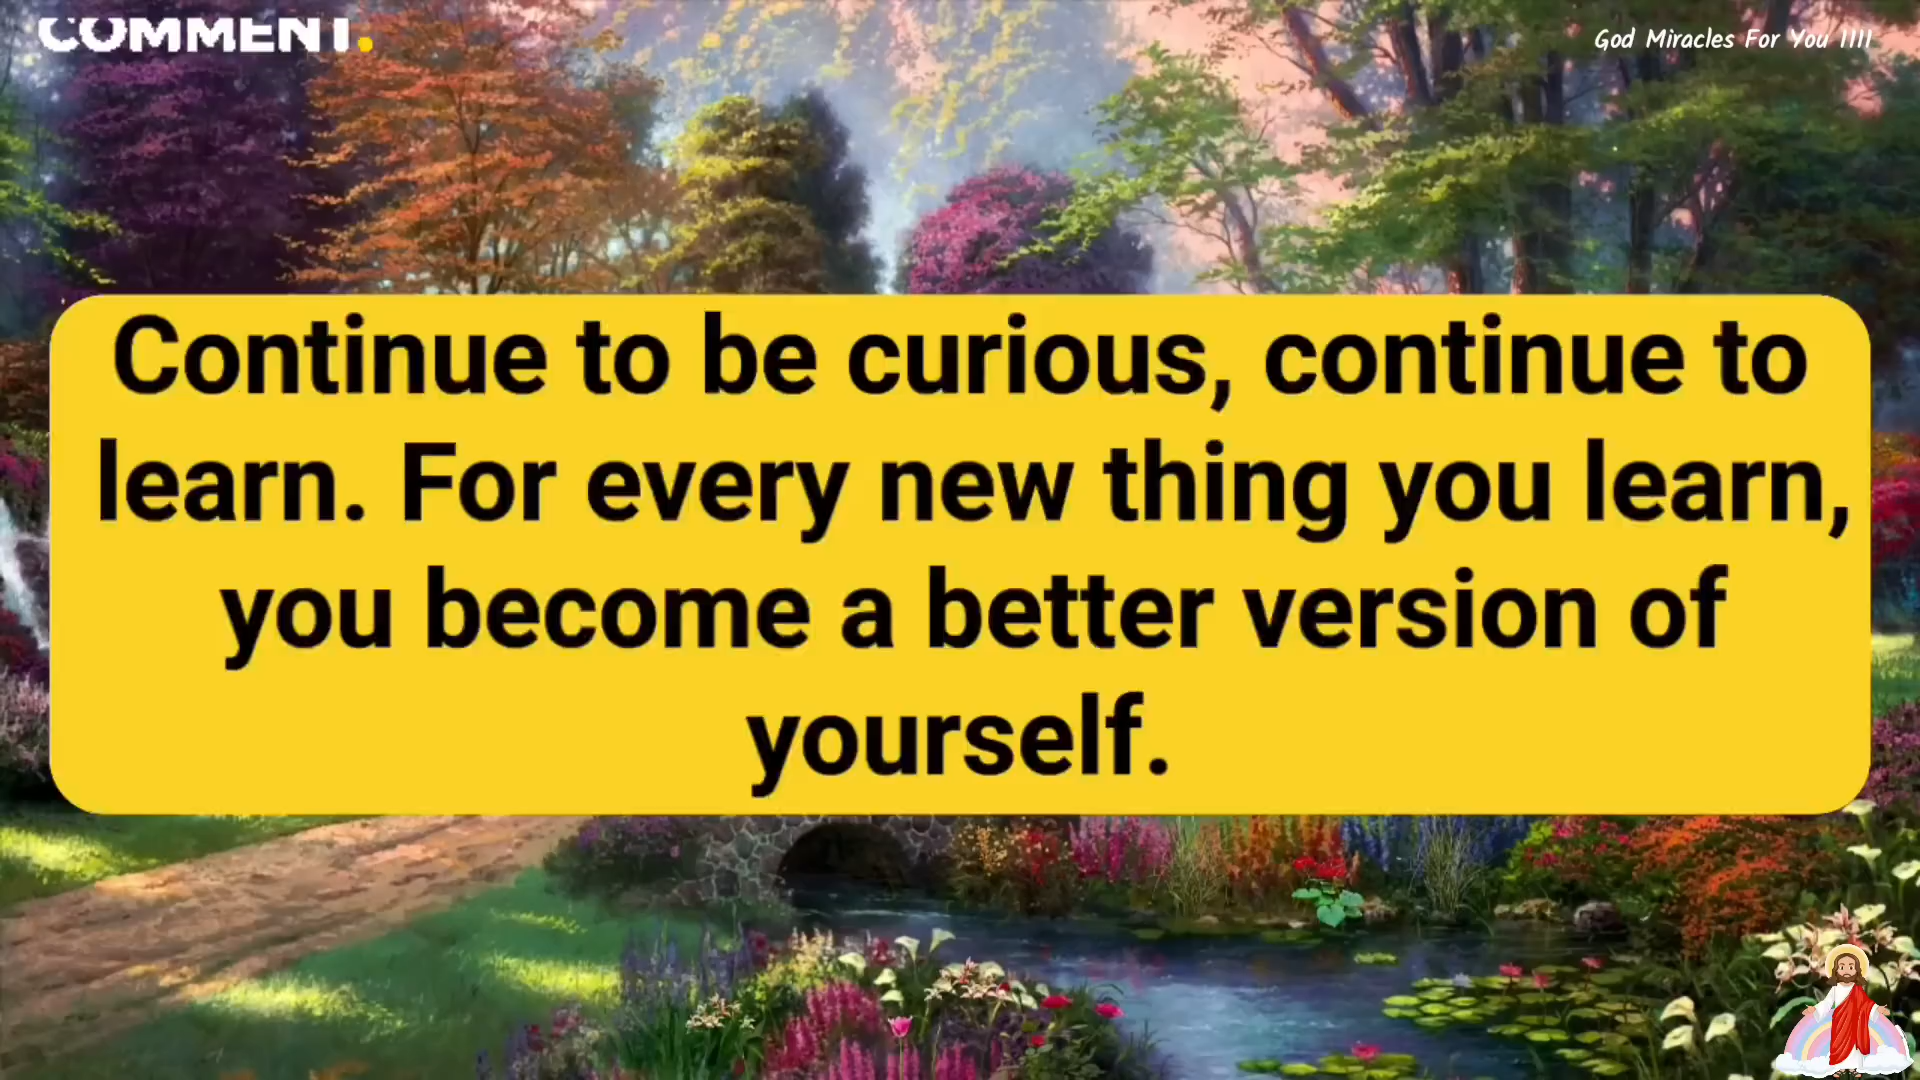 COMMENT.
God Miracles For You 1111
Continue to be curious, continue to
learn. For every new thing you learn,
you become a better version of
yourself.